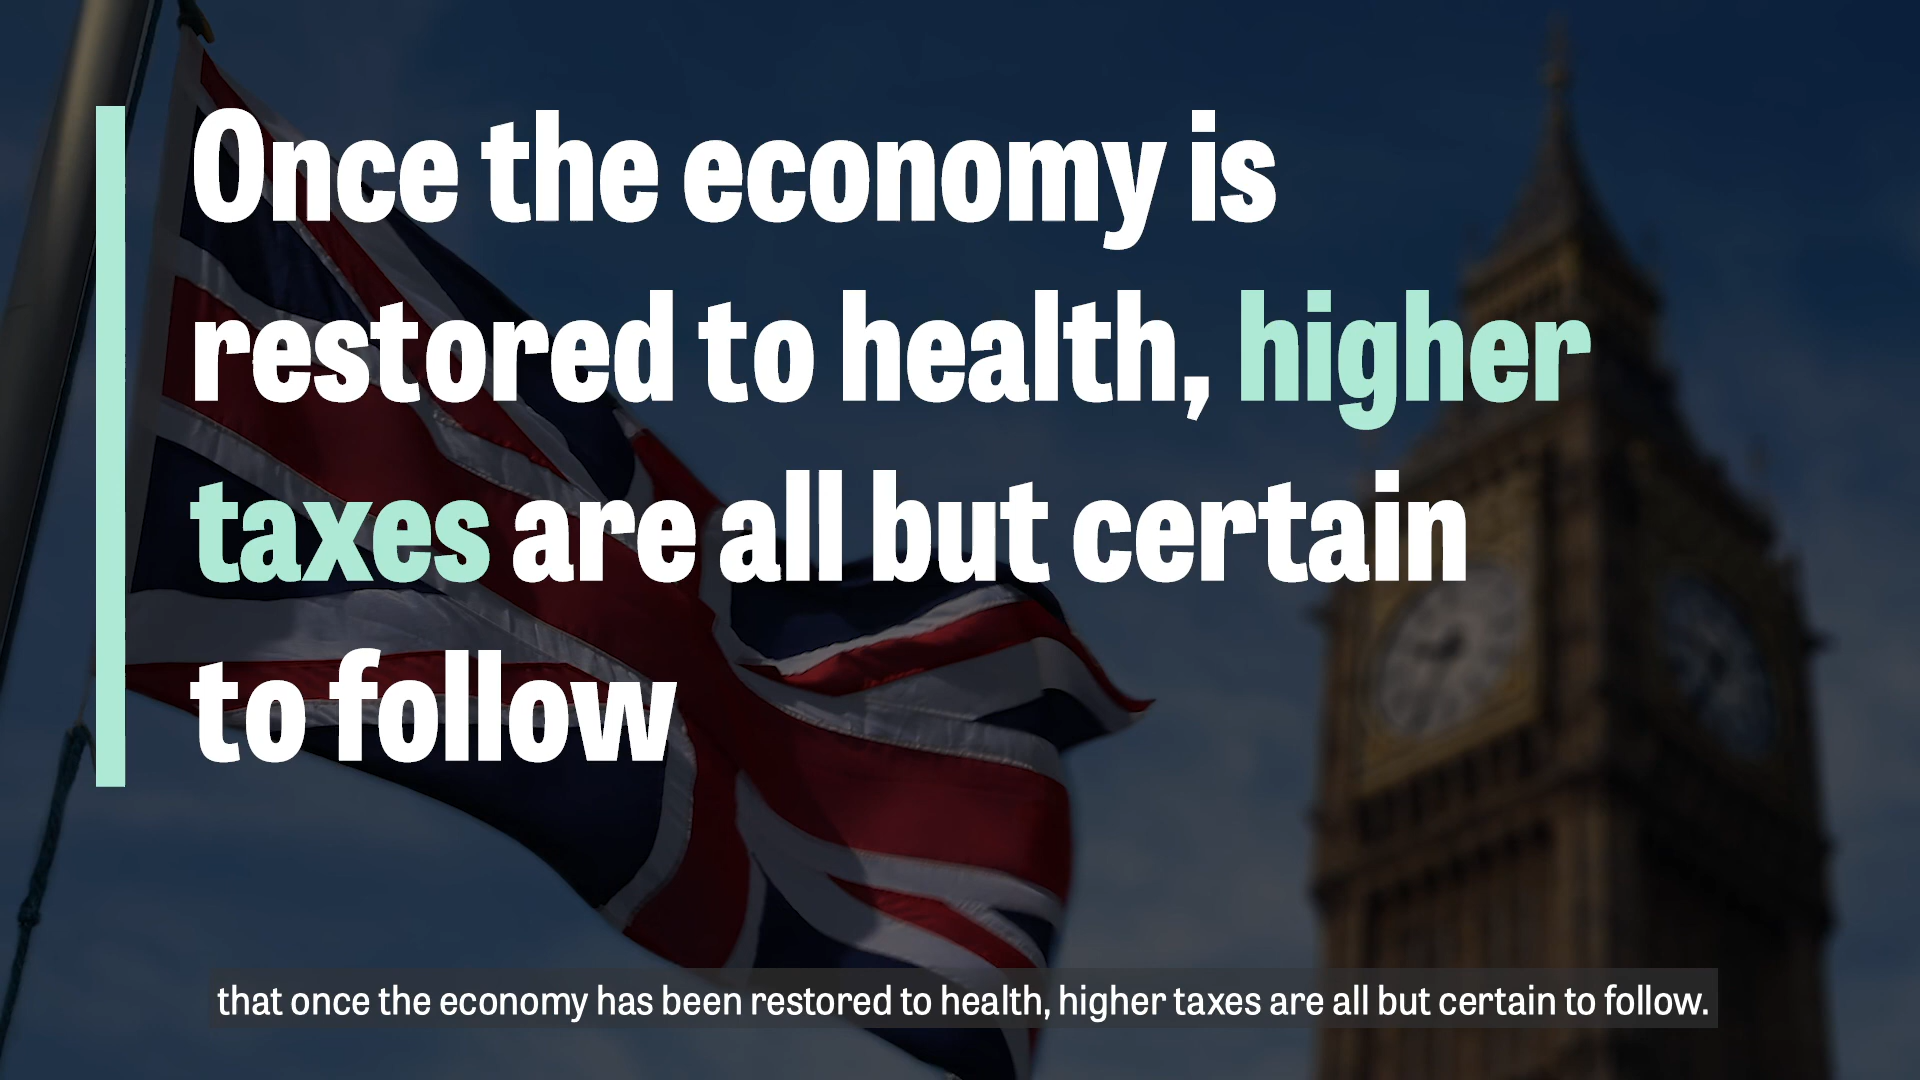 Once the economy is
restored to health, higher
taxes are all but certain
to follow
that once the economy has been restored to health, higher taxes are all but certain to follow.